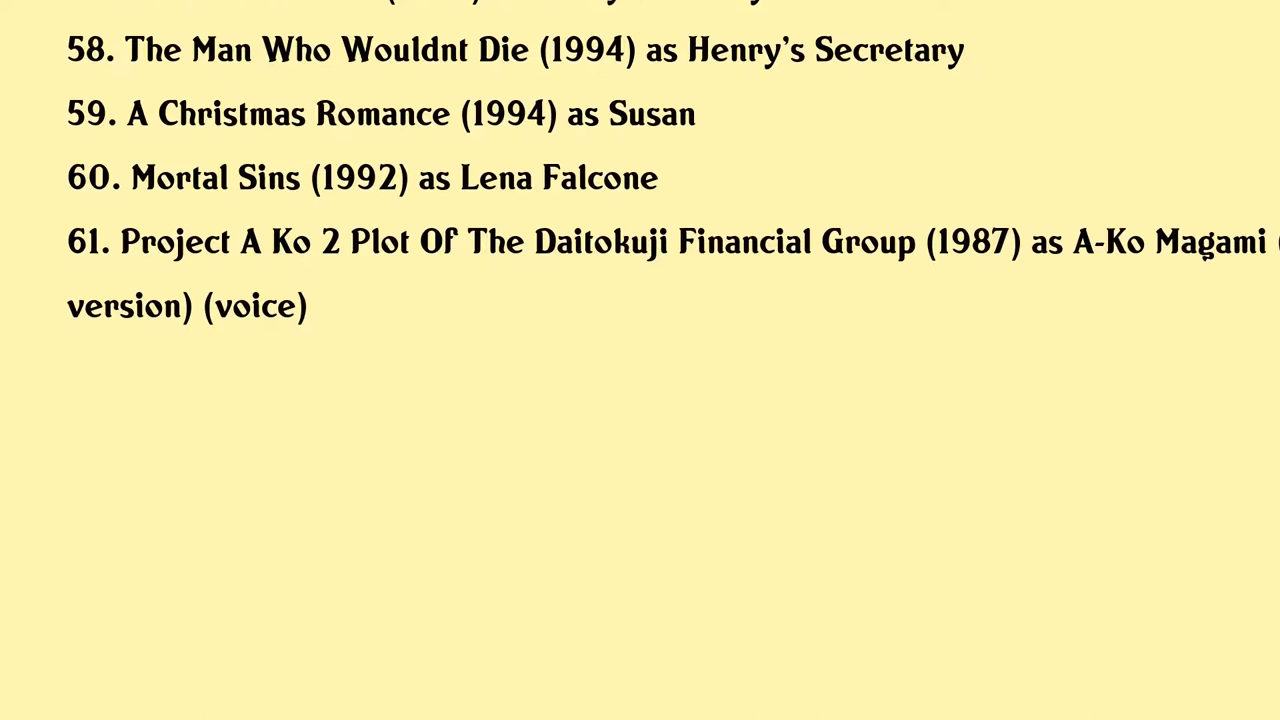 58. The Man Who Wouldnt Die (1994) as Henry's Secretary
59. A Christmas Romance (1994) as Susan
60. Mortal Sins (1992) as Lena Falcone
61. Project A Ko 2 Plot Of The Daitokuji Financial Group (1987) as A-Ko Magami (
version) (voice)